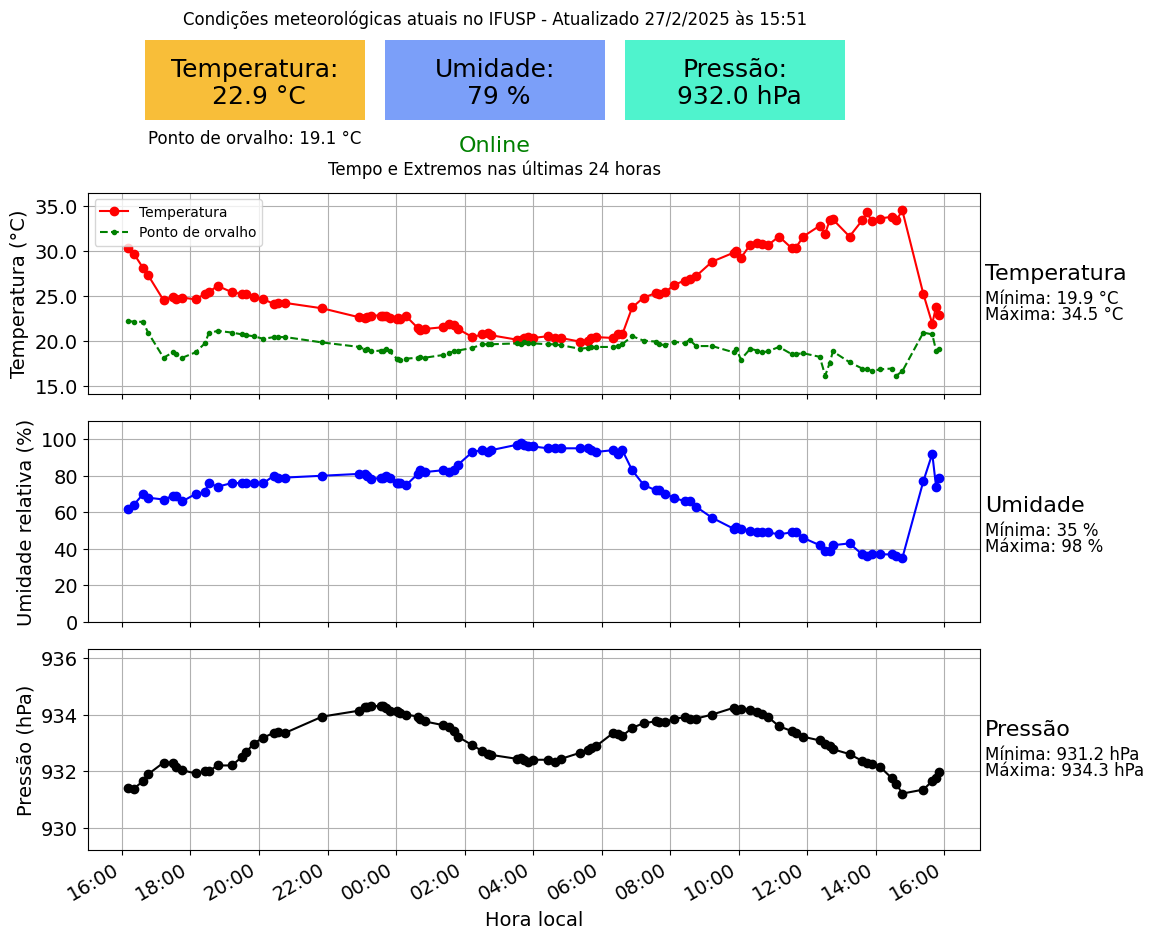 Condições meteorológicas atuais no IFUSP - Atualizado 27/2/2025 às 15:51
Temperatura:
22.9 °C
Umidade:
79 %
Pressão:
932.0 hPa
Ponto de orvalho: 19.1 °C
Online
Tempo e Extremos nas últimas 24 horas
Temperatura (°C)
35.0
30.0
25.0
20.0
15.0
Temperatura
Ponto de orvalho
Temperatura
Mínima: 19.9 °C
Máxima: 34.5 °C
Umidade relativa (%)
100
80
60
40
20
0
Umidade
Mínima: 35 %
Máxima: 98 %
Pressão (hPa)
936
934
932
930
Pressão
Mínima: 931.2 hPa
Máxima: 934.3 hPa
16:00 18:00 20:00 22:00 00:00 02:00 04:00 06:00 08:00 10:00 12:00 14:00 16:00
Hora local